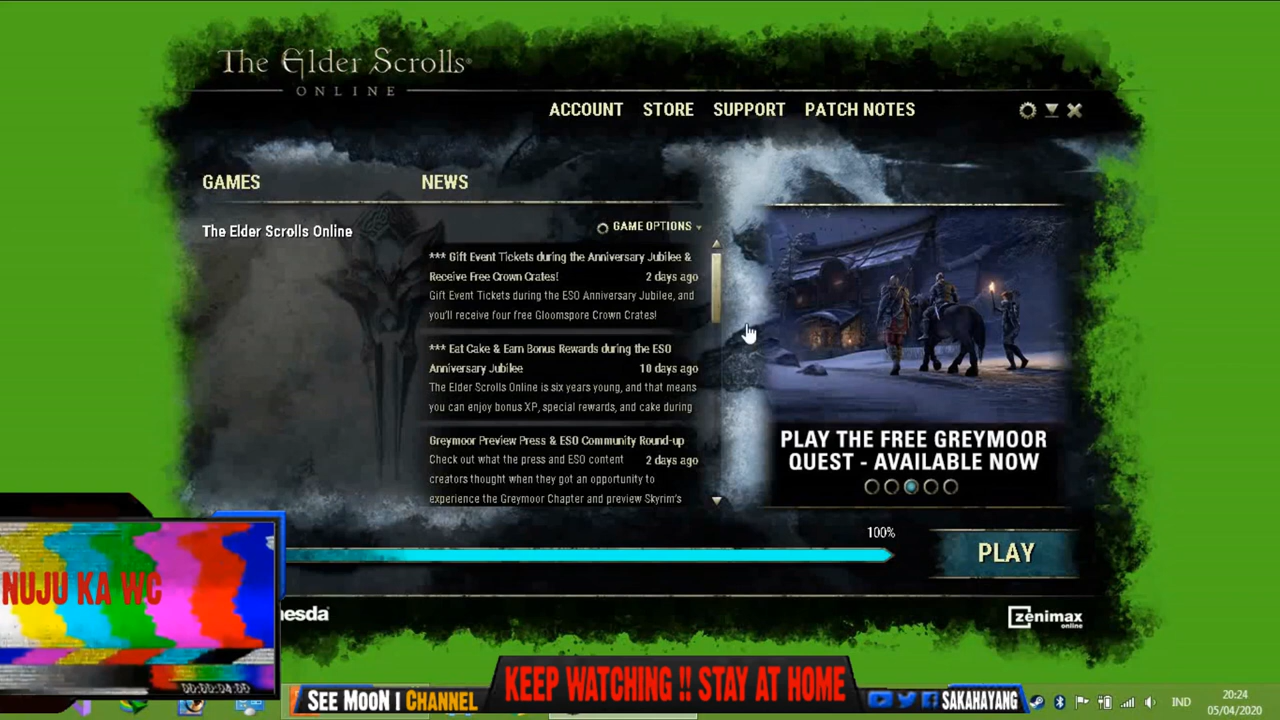 The Elder Scrolls
ONLINE
ACCOUNT STORE SUPPORT PATCH NOTES
GAMES
NEWS
The Elder Scrolls Online
GAME OPTIONS
*** Gift Event Tickets during the Anniversary Jubilee &
Receive Free Crown Crates! 2 days ago
Gift Event Tickets during the ESO Anniversary Jubilee, and
you'll receive four free Gloomspore Crown Crates!
*** Eat Cake & Earn Bonus Rewards during the ESO
Anniversary Jubilee 10 days ago
The Elder Scrolls Online is six years young, and that means
you can enjoy bonus XP, special rewards, and cake during
Greymoor Preview Press & ESO Community Round-up
Check out what the press and ESO content 2 days ago
creators thought when they got an opportunity to
experience the Greymoor Chapter and preview Skyrim's
PLAY THE FREE GREYMOOR
QUEST - AVAILABLE NOW
100%
PLAY
NUJU KA WC
00:00:04:00
hesda
zenimax
online
KEEP WATCHING !! STAY AT HOME
SEE MOON | CHANNEL
SAKAHAYANG
IND
20:24
05/04/2020